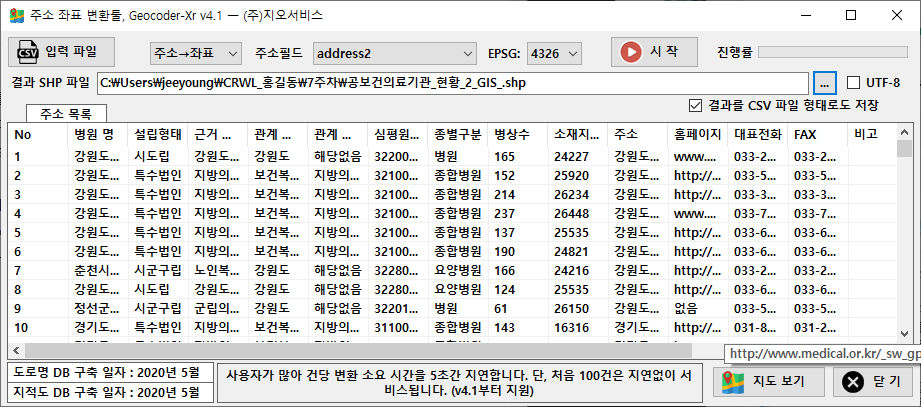 주소 좌표 변환툴, Geocoder-Xr v4.1 — (주)지오서비스
CSV 입력 파일 주소→좌표 주소필드 address2 EPSG: 4326 시 작 진행률
결과 SHP 파일 C:₩Users₩jeeyoung₩CRWL_홍길동₩7주차₩공보건의료기관_현황_2_GIS_.shp ... UTF-8
주소 목록 결과를 CSV 파일 형태로도 저장
No 병원 명 설립형태 근거 ... 관계 ... 관계 ... 심평원... 종별구분 병상수 소재지... 주소 홈페이지 대표전화 FAX 비고
1 강원도... 시도립 강원도... 강원도 해당없음 32200... 병원 165 24227 강원도... www.... 033-2... 033-2...
2 강원도... 특수법인 지방의... 보건복... 지방의... 32100... 종합병원 152 25920 강원도... http://... 033-5... 033-5...
3 강원도... 특수법인 지방의... 보건복... 지방의... 32100... 종합병원 214 26234 강원도... http://... 033-3... 033-3...
4 강원도... 특수법인 지방의... 보건복... 지방의... 32100... 종합병원 237 26448 강원도... www.... 033-7... 033-7...
5 강원도... 특수법인 지방의... 보건복... 지방의... 32100... 종합병원 137 25535 강원도... http://... 033-6... 033-6...
6 강원도... 특수법인 지방의... 보건복... 지방의... 32100... 종합병원 190 24821 강원도... http://... 033-6... 033-6...
7 춘천시... 시군구립 노인복... 강원도 해당없음 32280... 요양병원 166 24216 강원도... http://... 033-2... 033-2...
8 강원도... 시도립 강원도... 강원도 해당없음 32280... 요양병원 124 25535 강원도... http://... 033-6... 033-6...
9 정선군... 시군구립 군립의... 강원도 해당없음 32201... 병원 61 26150 강원도... 없음 033-5... 033-5...
10 경기도... 특수법인 지방의... 보건복... 지방의... 31100... 종합병원 143 16316 경기도... http://... 031-8... 031-2...
http://www.medical.or.kr/_sw_gp
도로명 DB 구축 일자 : 2020년 5월
지적도 DB 구축 일자 : 2020년 5월
사용자가 많아 건당 변환 소요 시간을 5초간 지연합니다. 단, 처음 100건은 지연없이 서
비스됩니다. (v4.1부터 지원)
지도 보기 닫 기